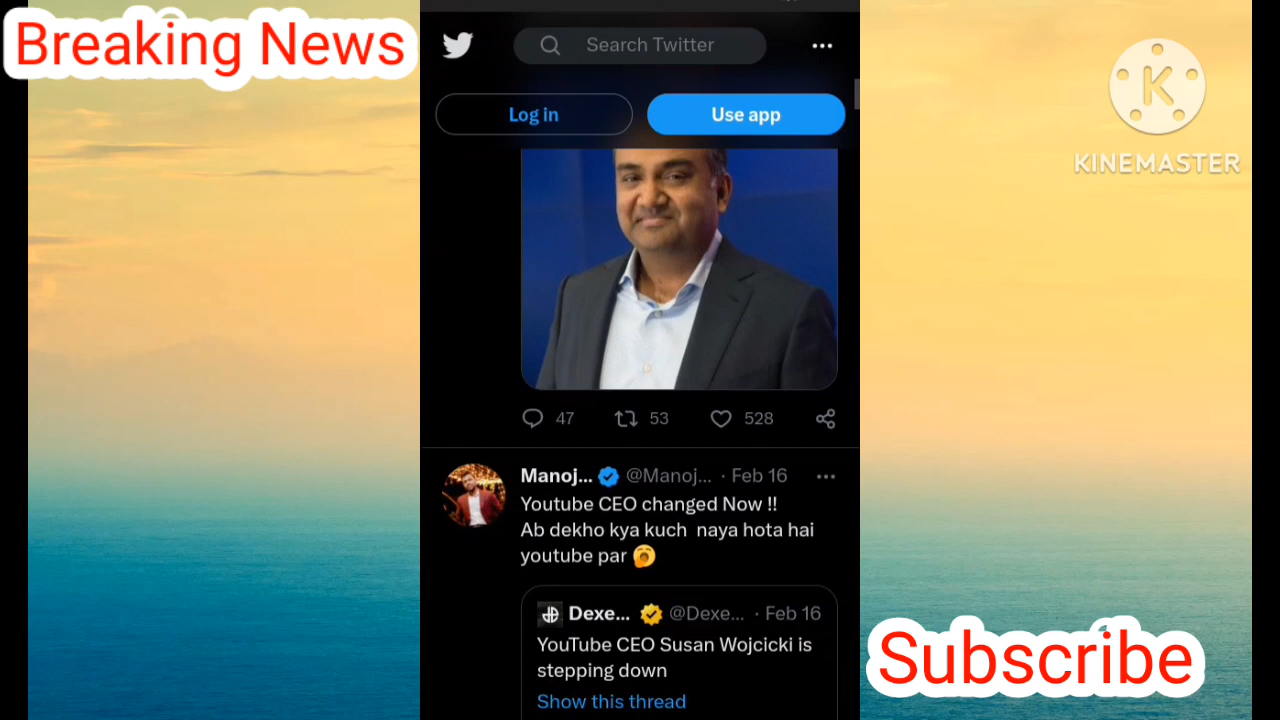 Breaking News
Search Twitter
Log in
Use app
K
KINEMASTER
47
53
528
Manoj... @Manoj... · Feb 16
Youtube CEO changed Now !!
Ab dekho kya kuch naya hota hai
youtube par
Dexe... @Dexe... · Feb 16
YouTube CEO Susan Wojcicki is
stepping down
Show this thread
Subscribe